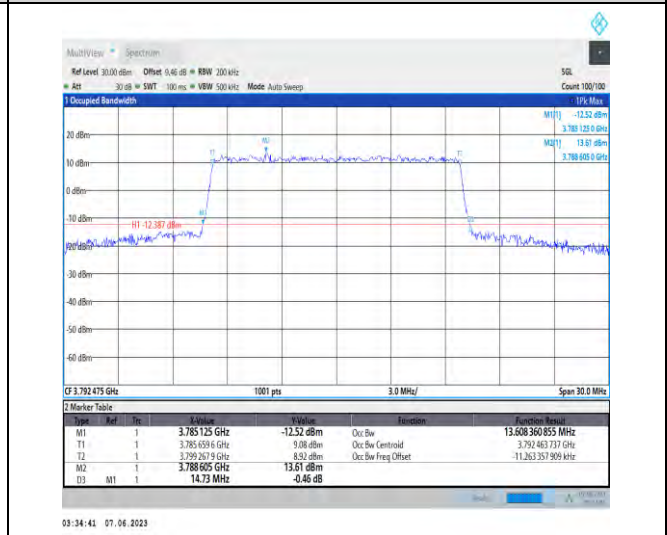 MultiView Spectrum
Ref Level 30.00 dBm Offset 9.46 dB RBW 200 kHz SGL
Att 30 dB SWT 100 ms VBW 500 kHz Mode Auto Sweep Count 100/100
1 Occupied Bandwidth 1Pk Max
M1[1] -12.52 dBm
3.785 125 0 GHz
20 dBm M2[1] 13.61 dBm
3.788 605 0 GHz
M2
T1 T2
10 dBm
0 dBm
M1
-10 dBm
H1 -12.387 dBm
-20 dBm
-30 dBm
-40 dBm
-50 dBm
-60 dBm
CF 3.792 475 GHz 1001 pts 3.0 MHz/ Span 30.0 MHz
2 Marker Table
Type Ref Trc X-Value Y-Value Function Function Result
M1 1 3.785 125 GHz -12.52 dBm Occ Bw 13.608 360 855 MHz
T1 1 3.785 659 6 GHz 9.08 dBm Occ Bw Centroid 3.792 463 737 GHz
T2 1 3.799 267 9 GHz 8.92 dBm Occ Bw Freq Offset -11.263 357 909 kHz
M2 1 3.788 605 GHz 13.61 dBm
D3 M1 1 14.73 MHz -0.46 dB
03:34:41 07.06.2023